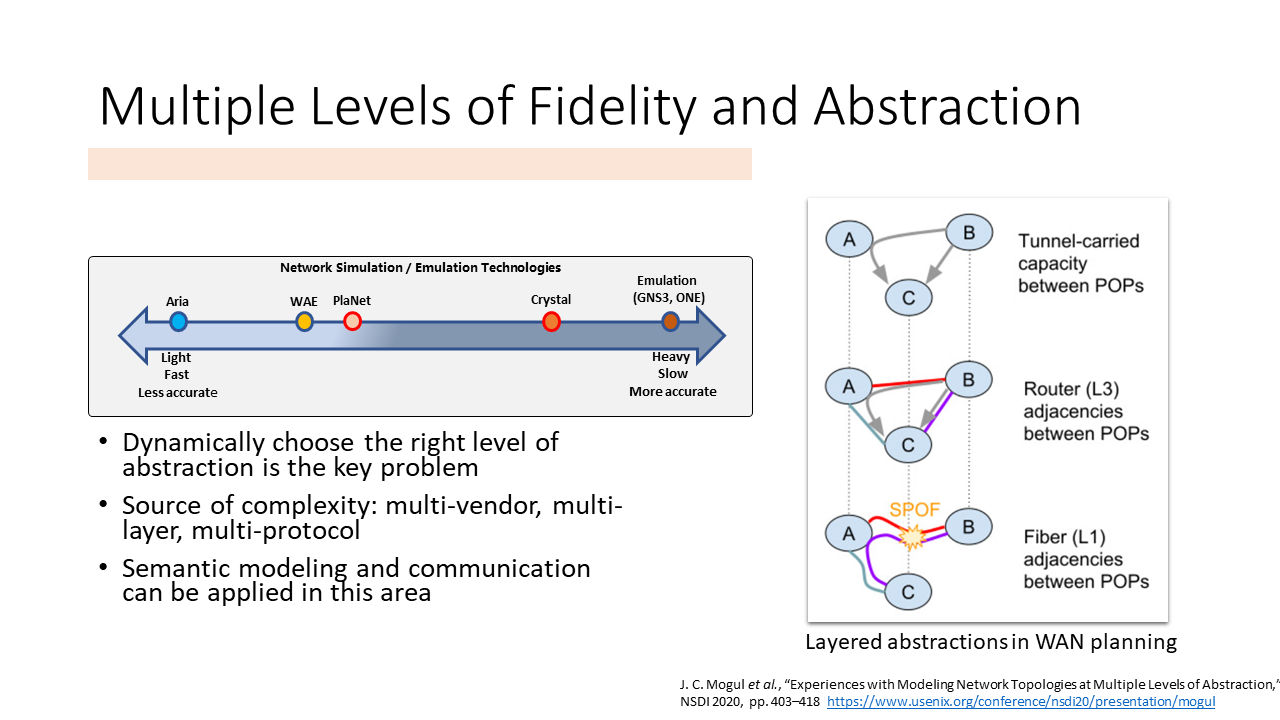 Multiple Levels of Fidelity and Abstraction
Network Simulation / Emulation Technologies
Aria
WAE
PlaNet
Crystal
Emulation
(GNS3, ONE)
Light
Fast
Less accurate
Heavy
Slow
More accurate
• Dynamically choose the right level of
abstraction is the key problem
• Source of complexity: multi-vendor, multi-
layer, multi-protocol
• Semantic modeling and communication
can be applied in this area
A
B
C
Tunnel-carried
capacity
between POPs
A
B
C
Router (L3)
adjacencies
between POPs
SPOF
A
B
C
Fiber (L1)
adjacencies
between POPs
Layered abstractions in WAN planning
J. C. Mogul et al., “Experiences with Modeling Network Topologies at Multiple Levels of Abstraction,”
NSDI 2020, pp. 403–418 https://www.usenix.org/conference/nsdi20/presentation/mogul